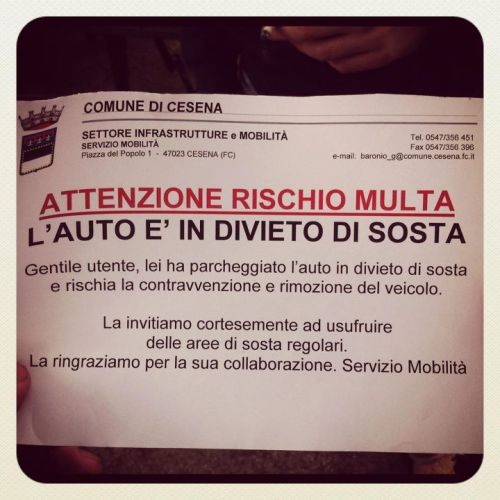 COMUNE DI CESENA
SETTORE INFRASTRUTTURE e MOBILITÀ
SERVIZIO MOBILITÀ
Piazza del Popolo 1 - 47023 CESENA (FC)
Tel. 0547/356 451
Fax 0547/356 396
e-mail: baronio_g@comune.cesena.fc.it
ATTENZIONE RISCHIO MULTA
L'AUTO E' IN DIVIETO DI SOSTA
Gentile utente, lei ha parcheggiato l'auto in divieto di sosta
e rischia la contravvenzione e rimozione del veicolo.
La invitiamo cortesemente ad usufruire
delle aree di sosta regolari.
La ringraziamo per la sua collaborazione. Servizio Mobilità